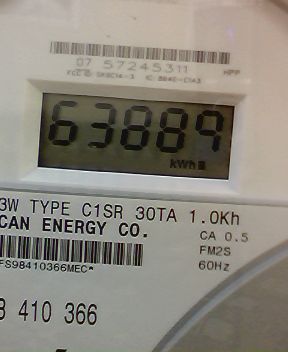 07 57245311
HPP
63889
kWh
3W TYPE C1SR 30TA 1.0Kh
CAN ENERGY CO.
CA 0.5
FM2S
FS98410366MEC*
60Hz
410 366